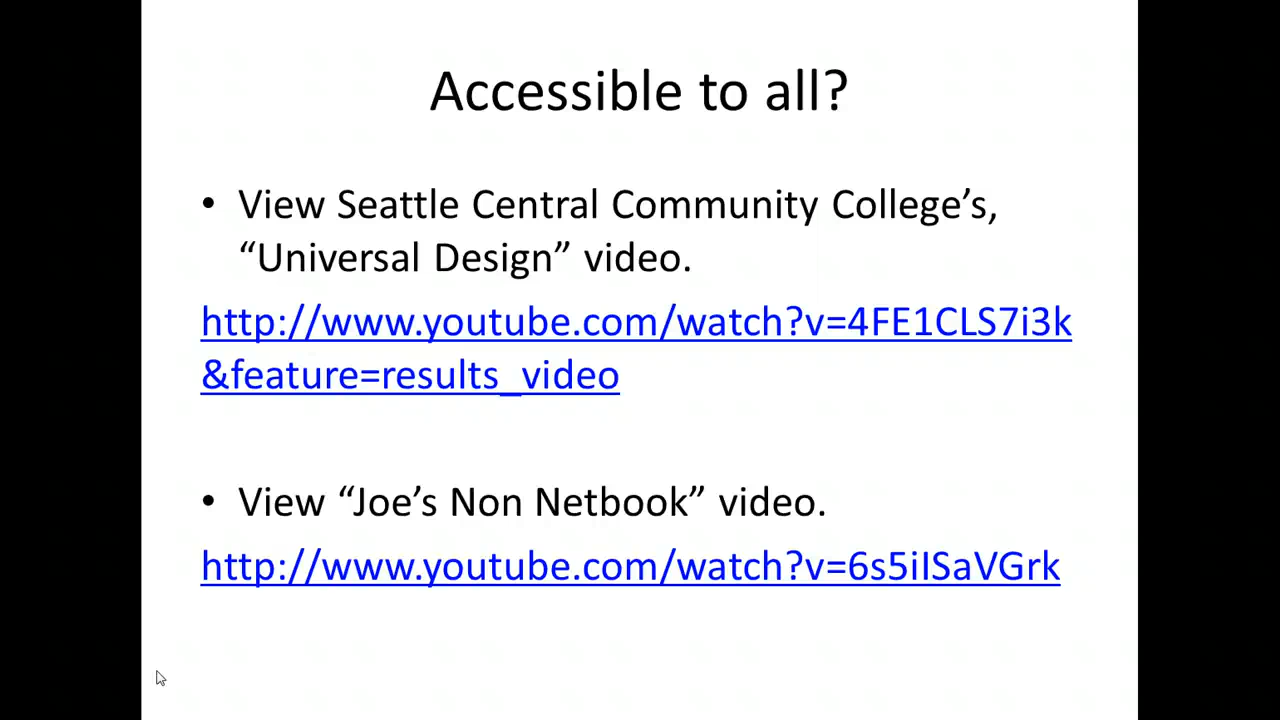 Accessible to all?
• View Seattle Central Community College’s,
“Universal Design” video.
http://www.youtube.com/watch?v=4FE1CLS7i3k
&feature=results_video
• View “Joe’s Non Netbook” video.
http://www.youtube.com/watch?v=6s5ilSaVGrk